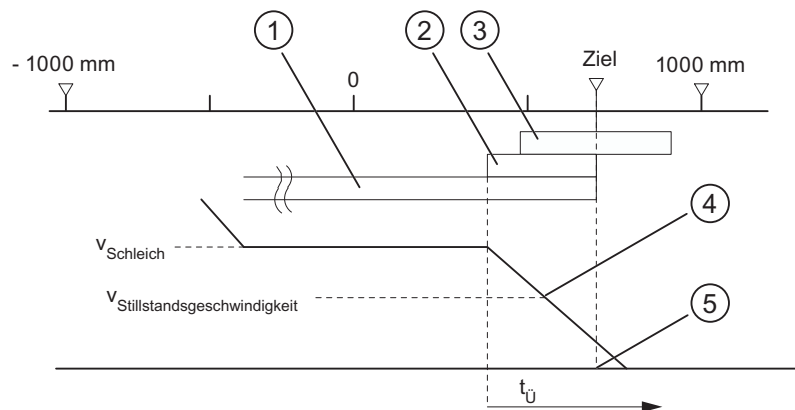 1
2
3
Ziel
- 1000 mm
0
1000 mm
4
vSchleich
vStillstandsgeschwindigkeit
5
tÜ